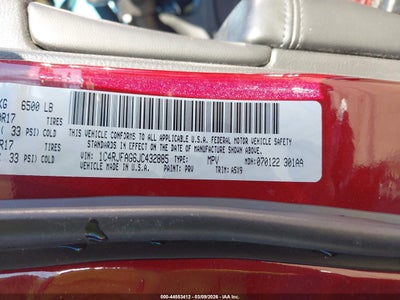 KG 6500 LB
R17 TIRES
( 33 PSI) COLD
R17 TIRES
( 33 PSI) COLD
THIS VEHICLE CONFORMS TO ALL APPLICABLE
U.S.A. FEDERAL MOTOR VEHICLE SAFETY
STANDARDS IN EFFECT ON THE DATE OF
MANUFACTURE SHOWN ABOVE.
VIN: 1C4RJFAG6JC432885 TYPE: MPV MDH: 070122 301AA
VEHICLE MADE IN U.S.A. PAINT: PRV TRIM: A5V9
000-44553412 - 03/09/2026 - IAA Inc.